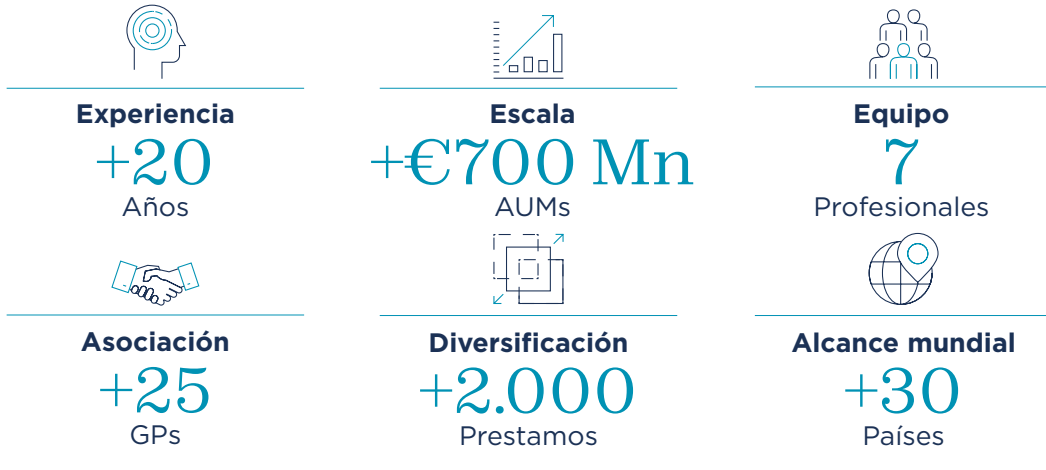 Experiencia
+20
Años
Escala
+€700 Mn
AUMs
Equipo
7
Profesionales
Asociación
+25
GPs
Diversificación
+2.000
Prestamos
Alcance mundial
+30
Países